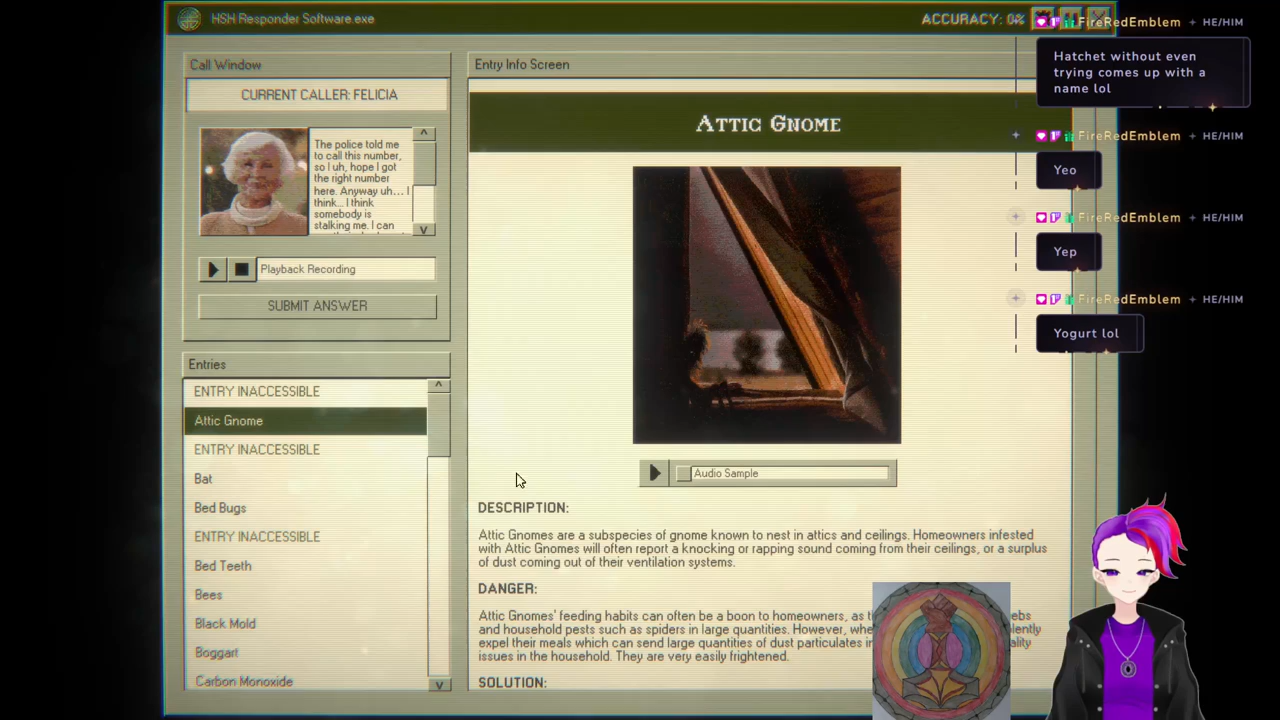 HSH Responder Software.exe
ACCURACY: 0%
Call Window
CURRENT CALLER: FELICIA
The police told me
to call this number,
so I uh, hope I got
the right number
here. Anyway uh... I
think... I think
somebody is
stalking me. I can
Playback Recording
SUBMIT ANSWER
Entries
ENTRY INACCESSIBLE
Attic Gnome
ENTRY INACCESSIBLE
Bat
Bed Bugs
ENTRY INACCESSIBLE
Bed Teeth
Bees
Black Mold
Boggart
Carbon Monoxide
Entry Info Screen
Attic Gnome
Audio Sample
DESCRIPTION:
Attic Gnomes are a subspecies of gnome known to nest in attics and ceilings. Homeowners infested
with Attic Gnomes will often report a knocking or rapping sound coming from their ceilings, or a surplus
of dust coming out of their ventilation systems.
DANGER:
Attic Gnomes' feeding habits can often be a boon to homeowners, as
and household pests such as spiders in large quantities. However,
expel their meals which can send large quantities of dust particulates
issues in the household. They are very easily frightened.
SOLUTION:
FireRedEmblem HE/HIM
Hatchet without even
trying comes up with a
name lol
FireRedEmblem HE/HIM
Yeo
FireRedEmblem HE/HIM
Yep
FireRedEmblem HE/HIM
Yogurt lol